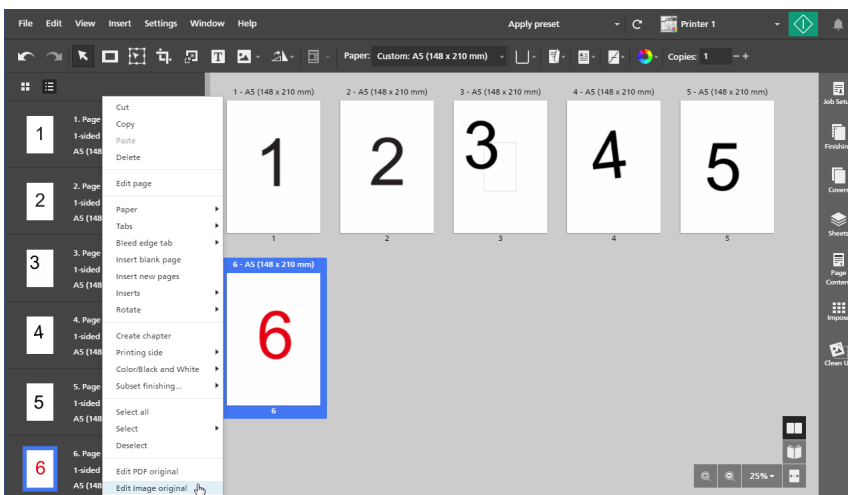 File Edit View Insert Settings Window Help Apply preset Printer 1
Paper: Custom: A5 (148 x 210 mm) Copies: 1 - +
1 - A5 (148 x 210 mm) 2 - A5 (148 x 210 mm) 3 - A5 (148 x 210 mm) 4 - A5 (148 x 210 mm) 5 - A5 (148 x 210 mm)
1 2 3 4 5
1 2 3 4 5
6 - A5 (148 x 210 mm)
6
6
1
1. Page
1-sided
A5 (148
2
2. Page
1-sided
A5 (148
3
3. Page
1-sided
A5 (148
4
4. Page
1-sided
A5 (148
5
5. Page
1-sided
A5 (148
6
6. Page
1-sided
A5 (148
Cut
Copy
Paste
Delete
Edit page
Paper
Tabs
Bleed edge tab
Insert blank page
Insert new pages
Inserts
Rotate
Create chapter
Printing side
Color/Black and White
Subset finishing...
Select all
Select
Deselect
Edit PDF original
Edit Image original
Job Setu
Finishin
Covers
Sheets
Page
Conten
Impose
Clean U
25%